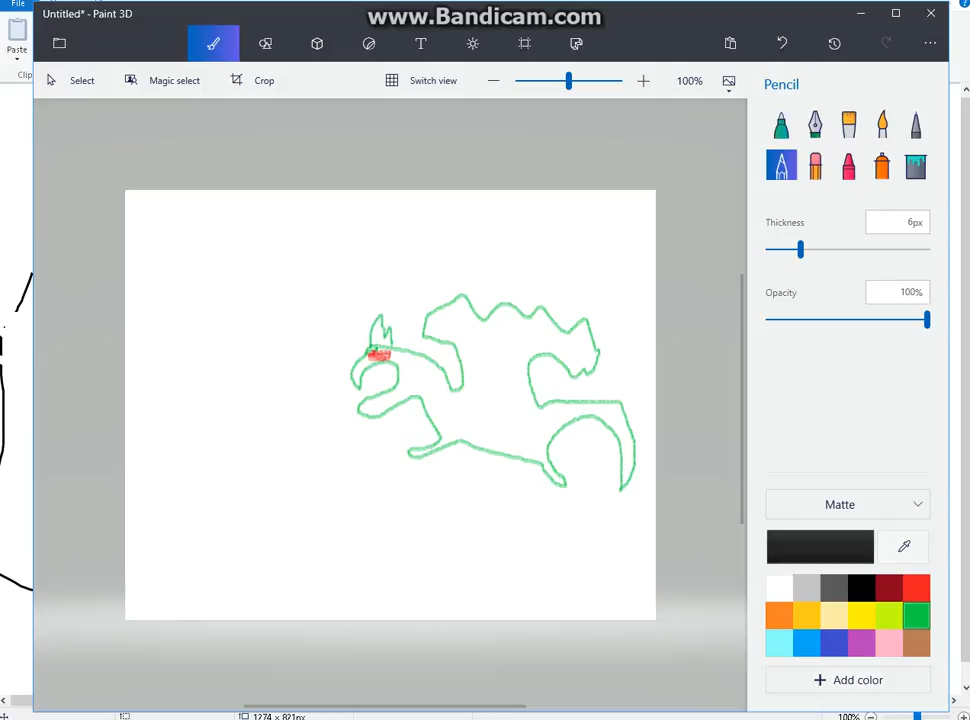 File
Untitled* - Paint 3D
www.Bandicam.com
Paste
Clip
Select
Magic select
Crop
Switch view
100%
Pencil
Thickness
6px
Opacity
100%
Matte
+ Add color
1274 × 821px
100%